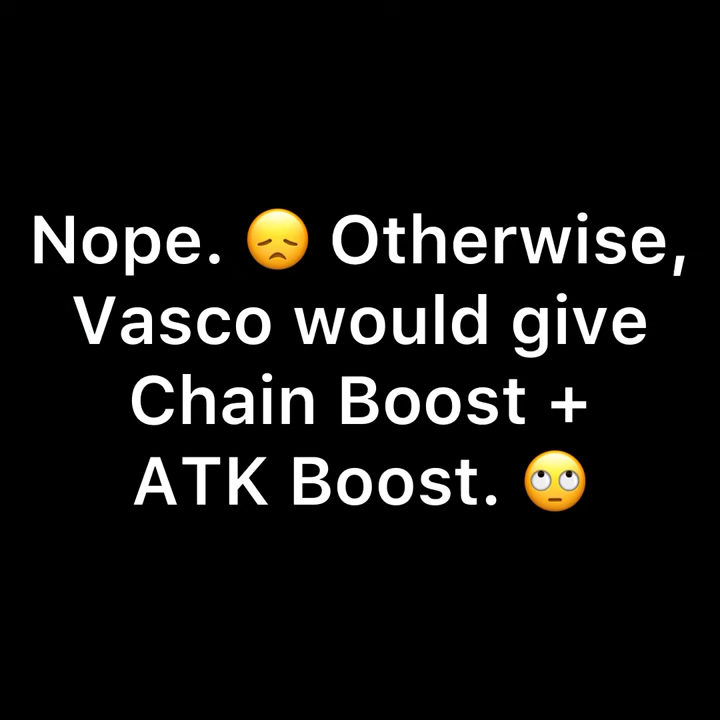 Nope. 😞 Otherwise,
Vasco would give
Chain Boost +
ATK Boost. 🙄